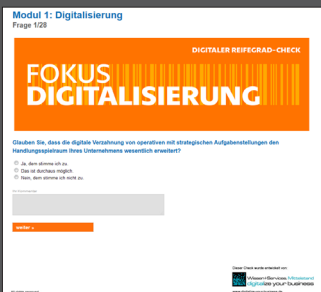 Modul 1: Digitalisierung
Frage 1/28
DIGITALER REIFEGRAD-CHECK
FOKUS
DIGITALISIERUNG
Glauben Sie, dass die digitale Verzahnung von operativen mit strategischen Aufgabenstellungen den
Handlungsspielraum Ihres Unternehmens wesentlich erweitert?
Ja, dem stimme ich zu.
Das ist durchaus möglich.
Nein, dem stimme ich nicht zu.
weiter »
Dieser Check wurde entwickelt von:
Wissen+Services Mittelstand
digitalize your business